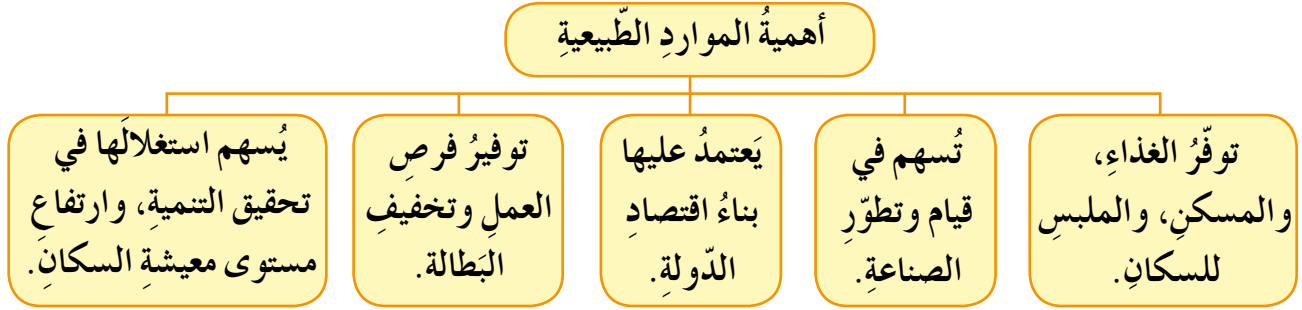 أهميةُ المواردِ الطّبيعيةِ
توفّرُ الغذاءِ،
والمسكنِ، والملبسِ
للسكانِ.
تُسهم في
قيام وتطوّرِ
الصناعةِ.
يَعتمدُ عليها
بناءُ اقتصادِ
الدّولةِ.
توفيرُ فرصِ
العملِ وتخفيفِ
البَطالة.
يُسهم استغلالَها في
تحقيق التنميةِ، وارتفاعِ
مستوى معيشةِ السكانِ.